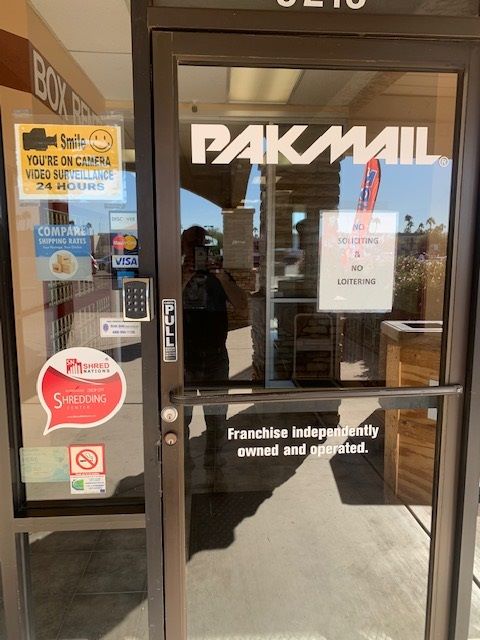 BOX
PAKMAIL®
Smile
YOU'RE ON CAMERA
VIDEO SURVEILLANCE
24 HOURS
COMPARE
SHIPPING RATES
DISCOVER
VISA
NO
SOLICITING
&
NO
LOITERING
PULL
SHRED
NATIONS
SHREDDING
CENTER
Franchise independently
owned and operated.